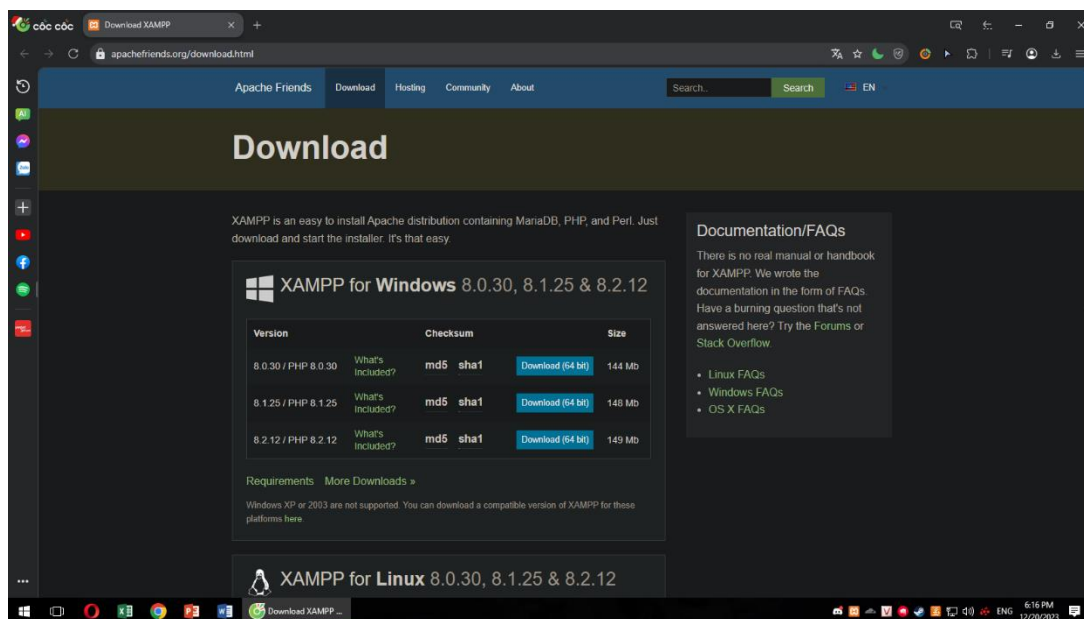 cốc cốc
Download XAMPP
apachefriends.org/download.html
Apache Friends Download Hosting Community About Search.. Search EN
Download
XAMPP is an easy to install Apache distribution containing MariaDB, PHP, and Perl. Just
download and start the installer. It's that easy.
XAMPP for Windows 8.0.30, 8.1.25 & 8.2.12
Version Checksum Size
8.0.30 / PHP 8.0.30 What's Included? md5 sha1 Download (64 bit) 144 Mb
8.1.25 / PHP 8.1.25 What's Included? md5 sha1 Download (64 bit) 148 Mb
8.2.12 / PHP 8.2.12 What's Included? md5 sha1 Download (64 bit) 149 Mb
Requirements More Downloads »
Windows XP or 2003 are not supported. You can download a compatible version of XAMPP for these
platforms here.
XAMPP for Linux 8.0.30, 8.1.25 & 8.2.12
Documentation/FAQs
There is no real manual or handbook
for XAMPP. We wrote the
documentation in the form of FAQs.
Have a burning question that's not
answered here? Try the Forums or
Stack Overflow.
• Linux FAQs
• Windows FAQs
• OS X FAQs
Download XAMPP ...
ENG
6:16 PM
12/20/2023